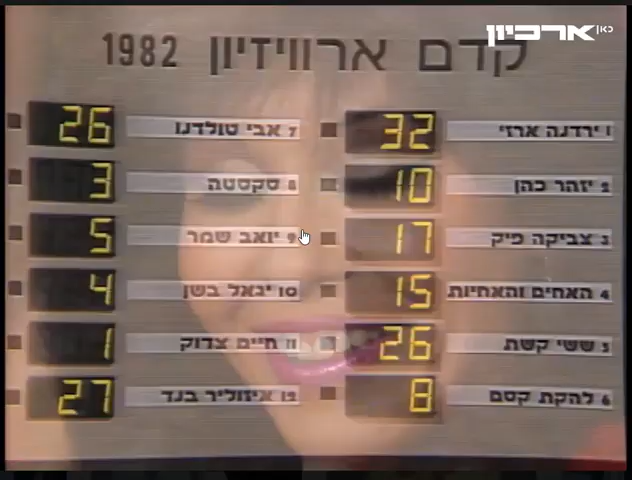 כאן ארכיון
קדם ארוויזיון 1982
1 ירדנה ארזי 32
2 יזהר כהן 10
3 צביקה פיק 17
4 האחים והאחיות 15
5 ששי קשת 26
6 להקת קסם 8
7 אבי טולדנו 26
8 סקסטה 3
9 יואב שמר 5
10 יגאל בשן 4
11 חיים צדוק 1
12 איזוליר בנד 27